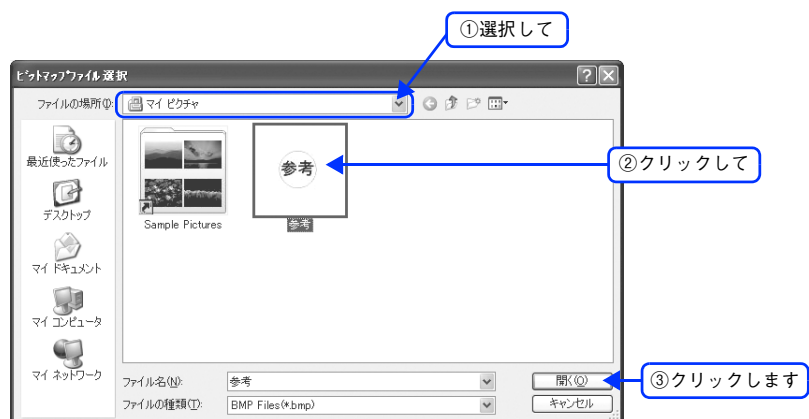 ①選択して
ビットマップファイル選択
ファイルの場所(I):
マイ ピクチャ
最近使ったファイル
デスクトップ
マイ ドキュメント
マイ コンピュータ
マイ ネットワーク
Sample Pictures
参考
参考
②クリックして
ファイル名(N):
参考
開く(O)
③クリックします
ファイルの種類(T):
BMP Files(*.bmp)
キャンセル